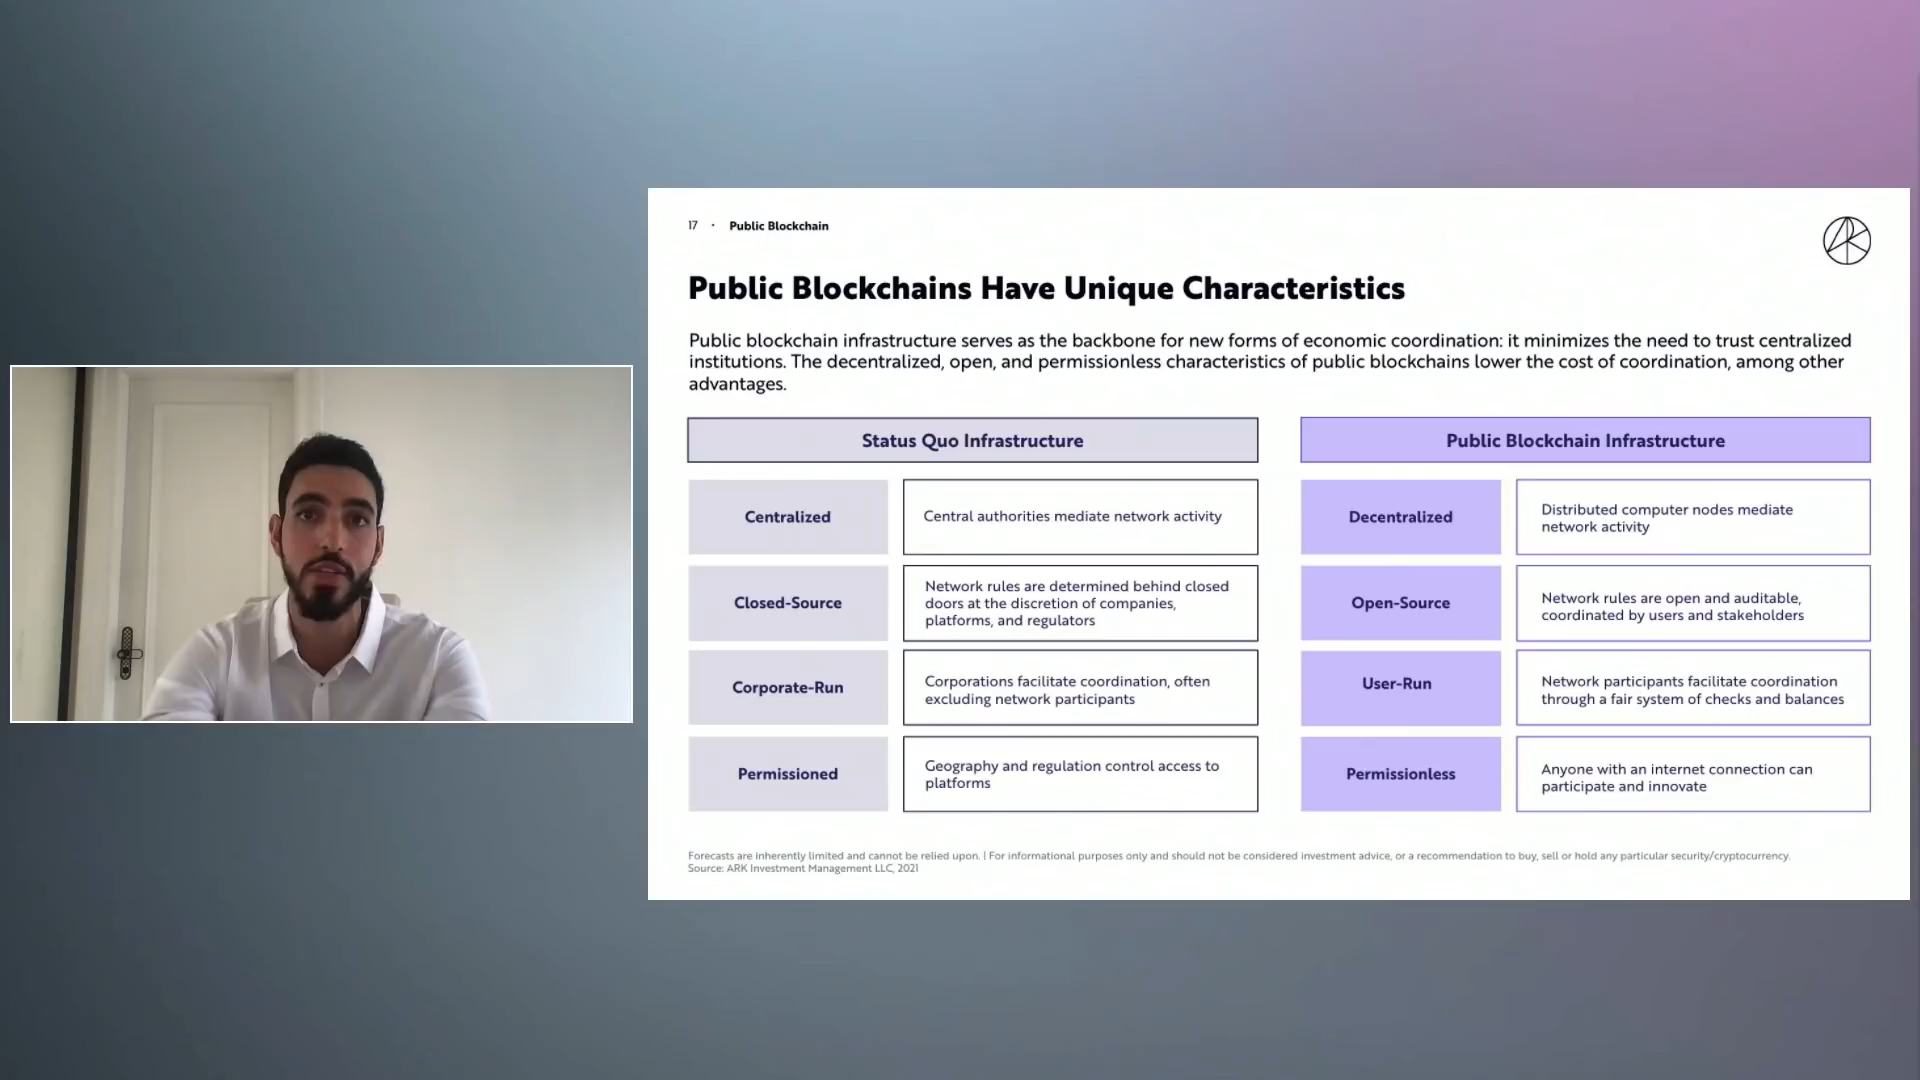 17 · Public Blockchain
Public Blockchains Have Unique Characteristics
Public blockchain infrastructure serves as the backbone for new forms of economic coordination: it minimizes the need to trust centralized
institutions. The decentralized, open, and permissionless characteristics of public blockchains lower the cost of coordination, among other
advantages.
Status Quo Infrastructure
Centralized
Central authorities mediate network activity
Closed-Source
Network rules are determined behind closed
doors at the discretion of companies,
platforms, and regulators
Corporate-Run
Corporations facilitate coordination, often
excluding network participants
Permissioned
Geography and regulation control access to
platforms
Public Blockchain Infrastructure
Decentralized
Distributed computer nodes mediate
network activity
Open-Source
Network rules are open and auditable,
coordinated by users and stakeholders
User-Run
Network participants facilitate coordination
through a fair system of checks and balances
Permissionless
Anyone with an internet connection can
participate and innovate
Forecasts are inherently limited and cannot be relied upon. | For informational purposes only and should not be considered investment advice, or a recommendation to buy, sell or hold any particular security/cryptocurrency.
Source: ARK Investment Management LLC, 2021